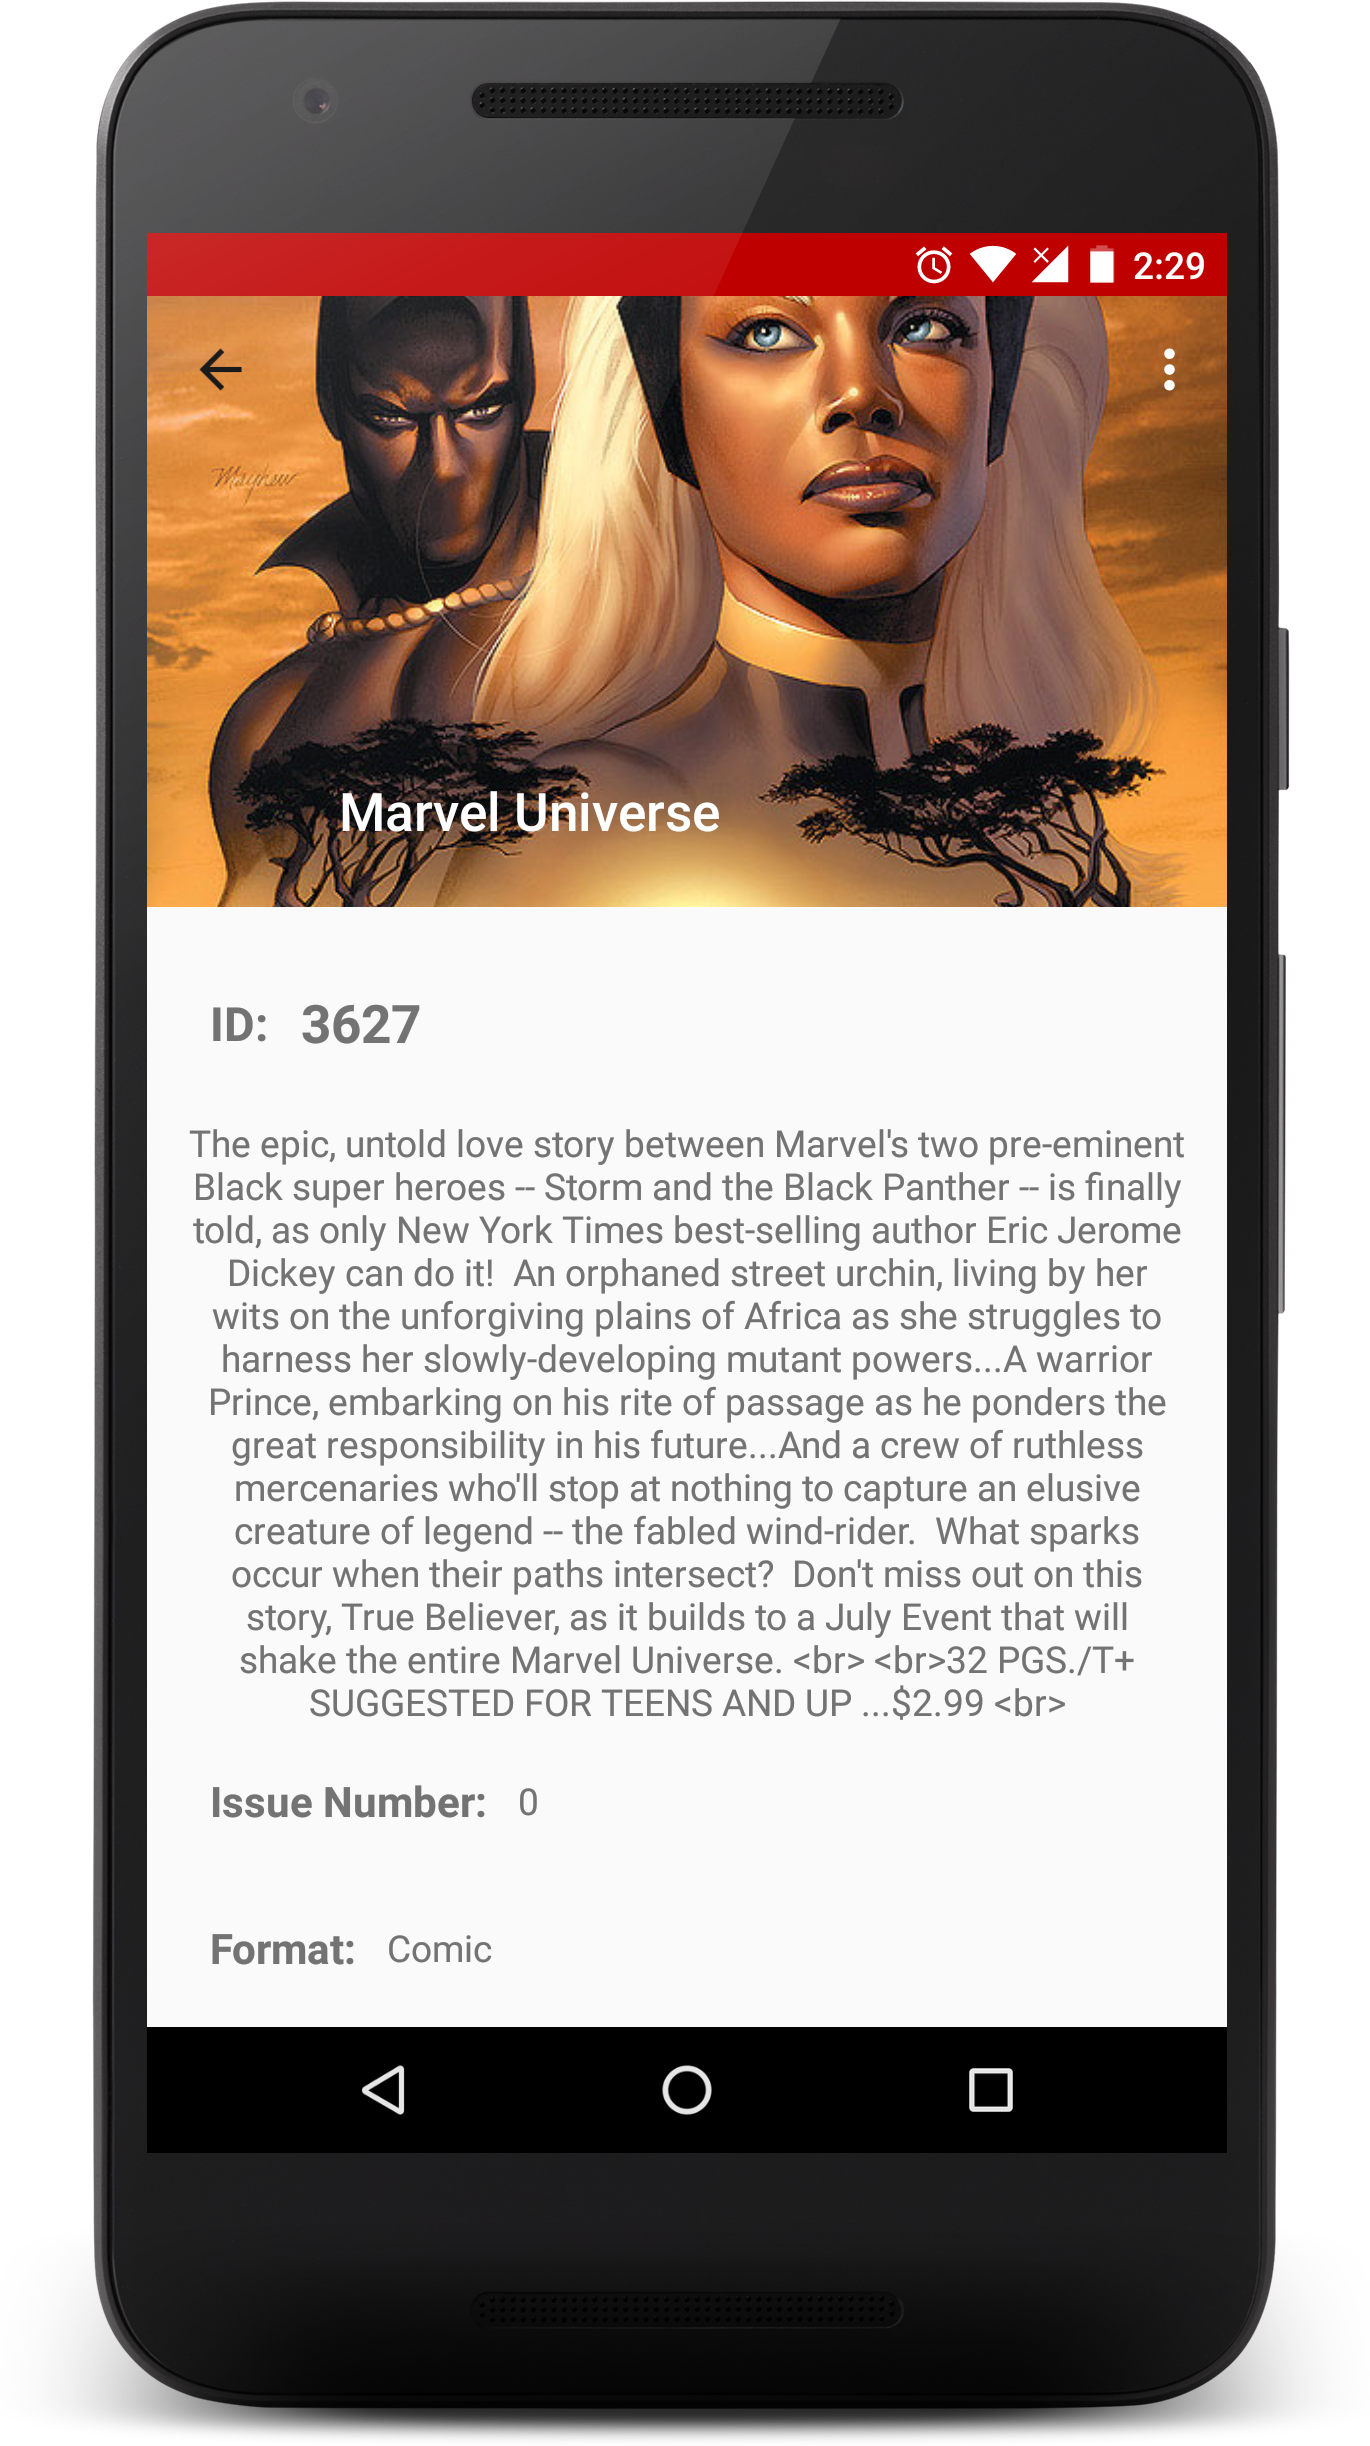 2:29
Mayhew
Marvel Universe
ID: 3627
The epic, untold love story between Marvel's two pre-eminent
Black super heroes -- Storm and the Black Panther -- is finally
told, as only New York Times best-selling author Eric Jerome
Dickey can do it!  An orphaned street urchin, living by her
wits on the unforgiving plains of Africa as she struggles to
harness her slowly-developing mutant powers...A warrior
Prince, embarking on his rite of passage as he ponders the
great responsibility in his future...And a crew of ruthless
mercenaries who'll stop at nothing to capture an elusive
creature of legend -- the fabled wind-rider.  What sparks
occur when their paths intersect?  Don't miss out on this
story, True Believer, as it builds to a July Event that will
shake the entire Marvel Universe. <br> <br>32 PGS./T+
SUGGESTED FOR TEENS AND UP ...$2.99 <br>
Issue Number: 0
Format: Comic